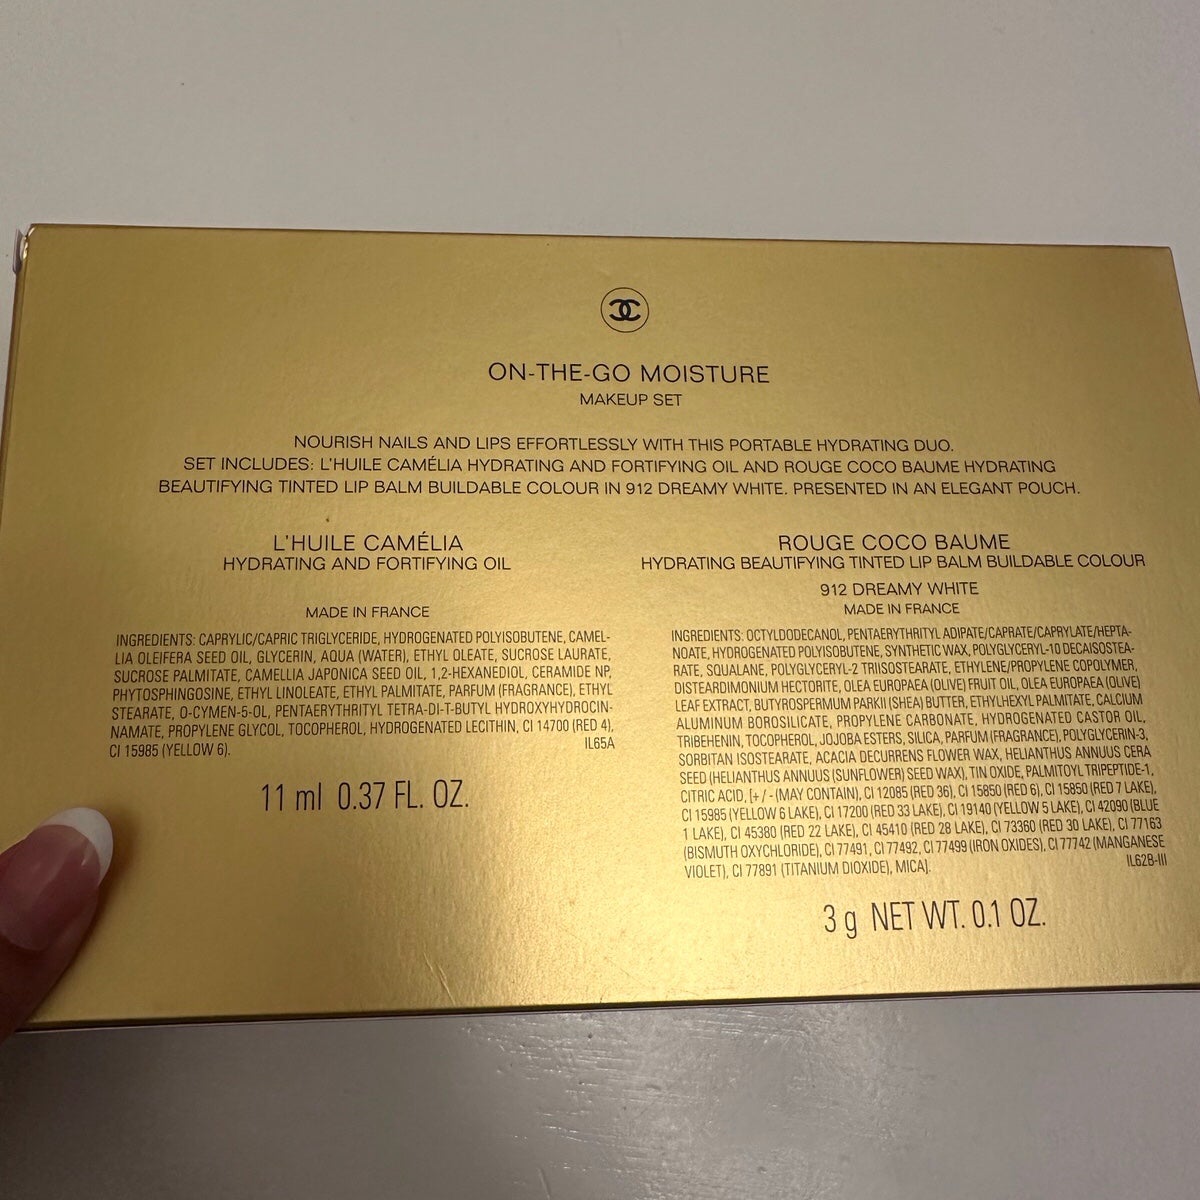 ON-THE-GO MOISTURE
MAKEUP SET
NOURISH NAILS AND LIPS EFFORTLESSLY WITH THIS PORTABLE HYDRATING DUO.
SET INCLUDES: L'HUILE CAMÉLIA HYDRATING AND FORTIFYING OIL AND ROUGE COCO BAUME HYDRATING
BEAUTIFYING TINTED LIP BALM BUILDABLE COLOUR IN 912 DREAMY WHITE. PRESENTED IN AN ELEGANT POUCH.
L'HUILE CAMÉLIA
HYDRATING AND FORTIFYING OIL
MADE IN FRANCE
INGREDIENTS: CAPRYLIC/CAPRIC TRIGLYCERIDE, HYDROGENATED POLYISOBUTENE, CAMEL-
LIA OLEIFERA SEED OIL, GLYCERIN, AQUA (WATER), ETHYL OLEATE, SUCROSE LAURATE,
SUCROSE PALMITATE, CAMELLIA JAPONICA SEED OIL, 1,2-HEXANEDIOL, CERAMIDE NP,
PHYTOSPHINGOSINE, ETHYL LINOLEATE, ETHYL PALMITATE, PARFUM (FRAGRANCE), ETHYL
STEARATE, O-CYMEN-5-OL, PENTAERYTHRITYL TETRA-DI-T-BUTYL HYDROXYHYDROCIN-
NAMATE, PROPYLENE GLYCOL, TOCOPHEROL, HYDROGENATED LECITHIN, CI 14700 (RED 4),
CI 15985 (YELLOW 6). IL65A
11 ml 0.37 FL. OZ.
ROUGE COCO BAUME
HYDRATING BEAUTIFYING TINTED LIP BALM BUILDABLE COLOUR
912 DREAMY WHITE
MADE IN FRANCE
INGREDIENTS: OCTYLDODECANOL, PENTAERYTHRITYL ADIPATE/CAPRATE/CAPRYLATE/HEPTA-
NOATE, HYDROGENATED POLYISOBUTENE, SYNTHETIC WAX, POLYGLYCERYL-10 DECAISOSTEA-
RATE, SQUALANE, POLYGLYCERYL-2 TRIISOSTEARATE, ETHYLENE/PROPYLENE COPOLYMER,
DISTEARDIMONIUM HECTORITE, OLEA EUROPAEA (OLIVE) FRUIT OIL, OLEA EUROPAEA (OLIVE)
LEAF EXTRACT, BUTYROSPERMUM PARKII (SHEA) BUTTER, ETHYLHEXYL PALMITATE, CALCIUM
ALUMINUM BOROSILICATE, PROPYLENE CARBONATE, HYDROGENATED CASTOR OIL,
TRIBEHENIN, TOCOPHEROL, JOJOBA ESTERS, SILICA, PARFUM (FRAGRANCE), POLYGLYCERIN-3,
SORBITAN ISOSTEARATE, ACACIA DECURRENS FLOWER WAX, HELIANTHUS ANNUUS CERA
SEED (HELIANTHUS ANNUUS (SUNFLOWER) SEED WAX), TIN OXIDE, PALMITOYL TRIPEPTIDE-1,
CITRIC ACID, [+ / - (MAY CONTAIN), CI 12085 (RED 36), CI 15850 (RED 6), CI 15850 (RED 7 LAKE),
CI 15985 (YELLOW 6 LAKE), CI 17200 (RED 33 LAKE), CI 19140 (YELLOW 5 LAKE), CI 42090 (BLUE
1 LAKE), CI 45380 (RED 22 LAKE), CI 45410 (RED 28 LAKE), CI 73360 (RED 30 LAKE), CI 77163
(BISMUTH OXYCHLORIDE), CI 77491, CI 77492, CI 77499 (IRON OXIDES), CI 77742 (MANGANESE
VIOLET), CI 77891 (TITANIUM DIOXIDE), MICA]. IL62B-III
3 g NET WT. 0.1 OZ.